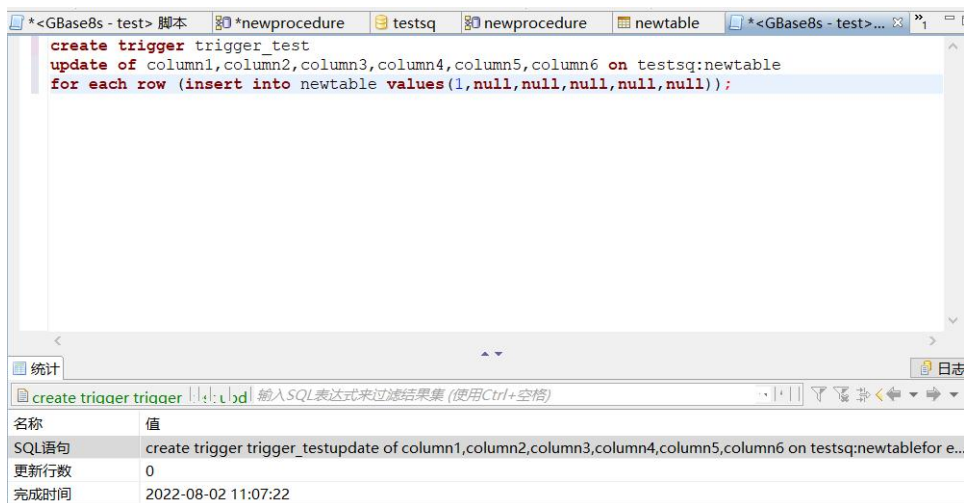 *<GBase8s - test> 脚本 *newprocedure testsq newprocedure newtable *<GBase8s - test>... "1
create trigger trigger_test
update of column1,column2,column3,column4,column5,column6 on testsq:newtable
for each row (insert into newtable values(1,null,null,null,null,null));
统计 日志
create trigger trigger 输入SQL表达式来过滤结果集 (使用Ctrl+空格)
名称 值
SQL语句 create trigger trigger_testupdate of column1,column2,column3,column4,column5,column6 on testsq:newtablefor e...
更新行数 0
完成时间 2022-08-02 11:07:22